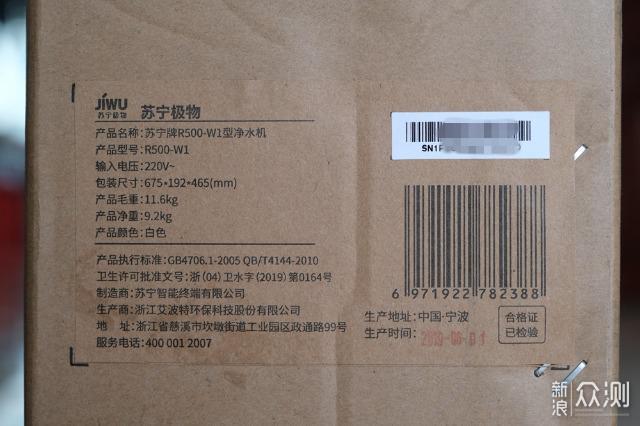 JIWU
苏宁极物
苏宁极物
产品名称:苏宁牌R500-W1型净水机
产品型号:R500-W1
输入电压:220V~
包装尺寸:675*192*465(mm)
产品毛重:11.6kg
产品净重:9.2kg
产品颜色:白色
产品执行标准:GB4706.1-2005 QB/T4144-2010
卫生许可批准文号:浙(04)卫水字(2019)第0164号
制造商:苏宁智能终端有限公司
生产商:浙江艾波特环保科技股份有限公司
地 址:浙江省慈溪市坎墩街道工业园区政通路99号
服务电话:400 001 2007
SN1
6 971922 782388
生产地址:中国·宁波
生产时间:2019-06-01
合格证
已检验
新浪
众测